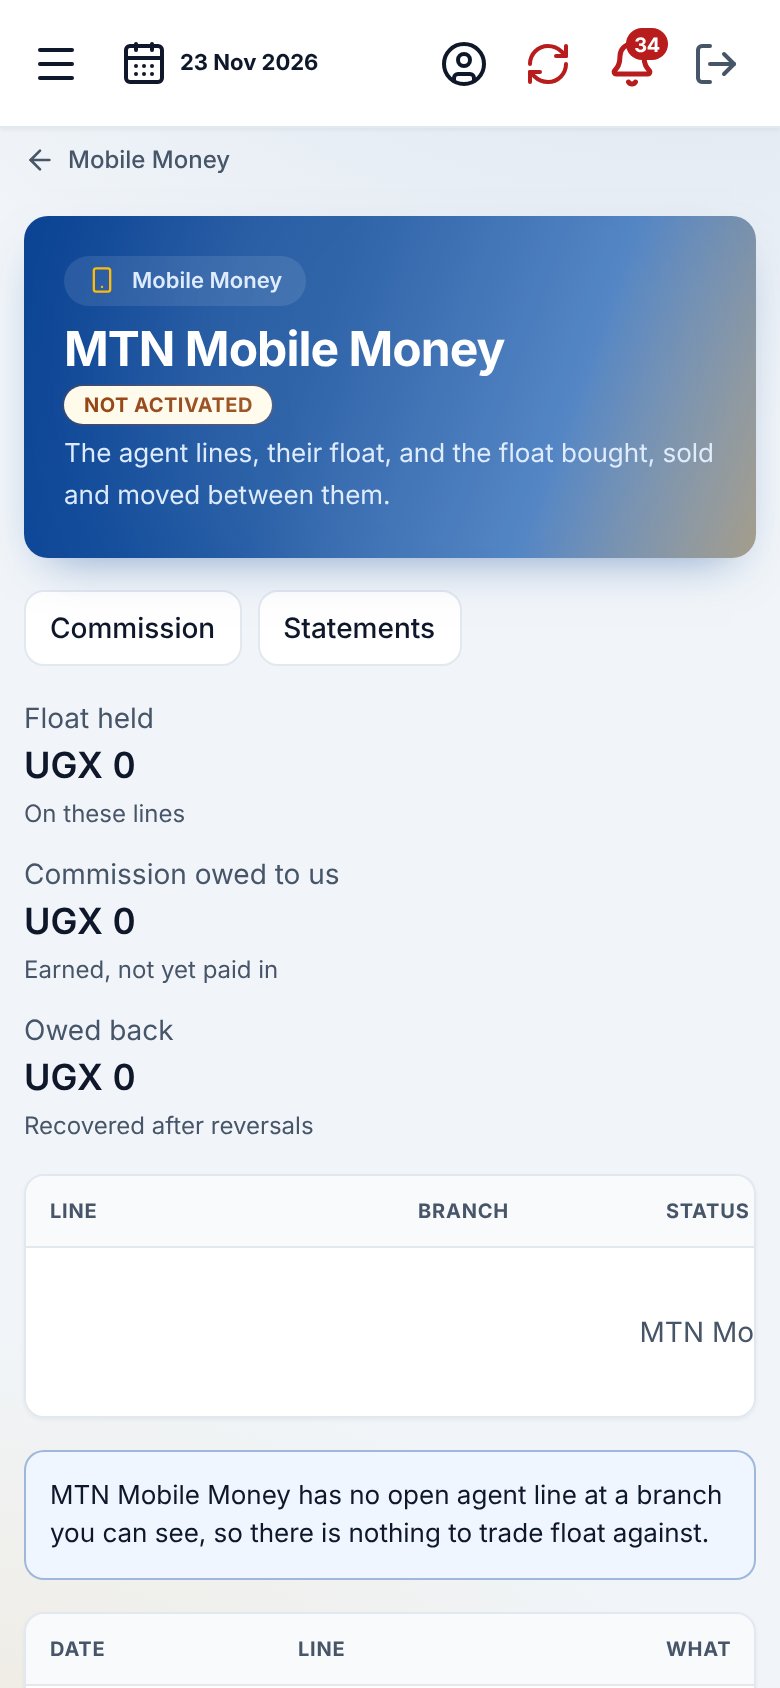 23 Nov 2026
34
Mobile Money
Mobile Money
MTN Mobile Money
NOT ACTIVATED
The agent lines, their float, and the float bought, sold
and moved between them.
Commission
Statements
Float held
UGX 0
On these lines
Commission owed to us
UGX 0
Earned, not yet paid in
Owed back
UGX 0
Recovered after reversals
LINE BRANCH STATUS
MTN Mo
MTN Mobile Money has no open agent line at a branch
you can see, so there is nothing to trade float against.
DATE LINE WHAT